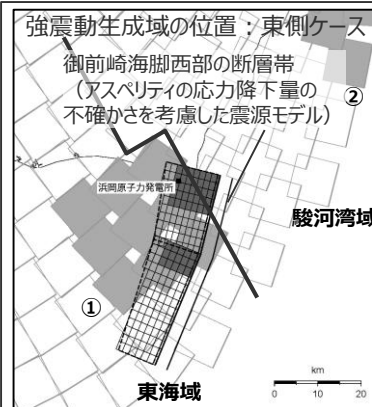 強震動生成域の位置：東側ケース
御前崎海脚西部の断層帯
（アスペリティの応力降下量の
不確かさを考慮した震源モデル）
②
浜岡原子力発電所
駿河湾域
①
東海域
km
0 10 20